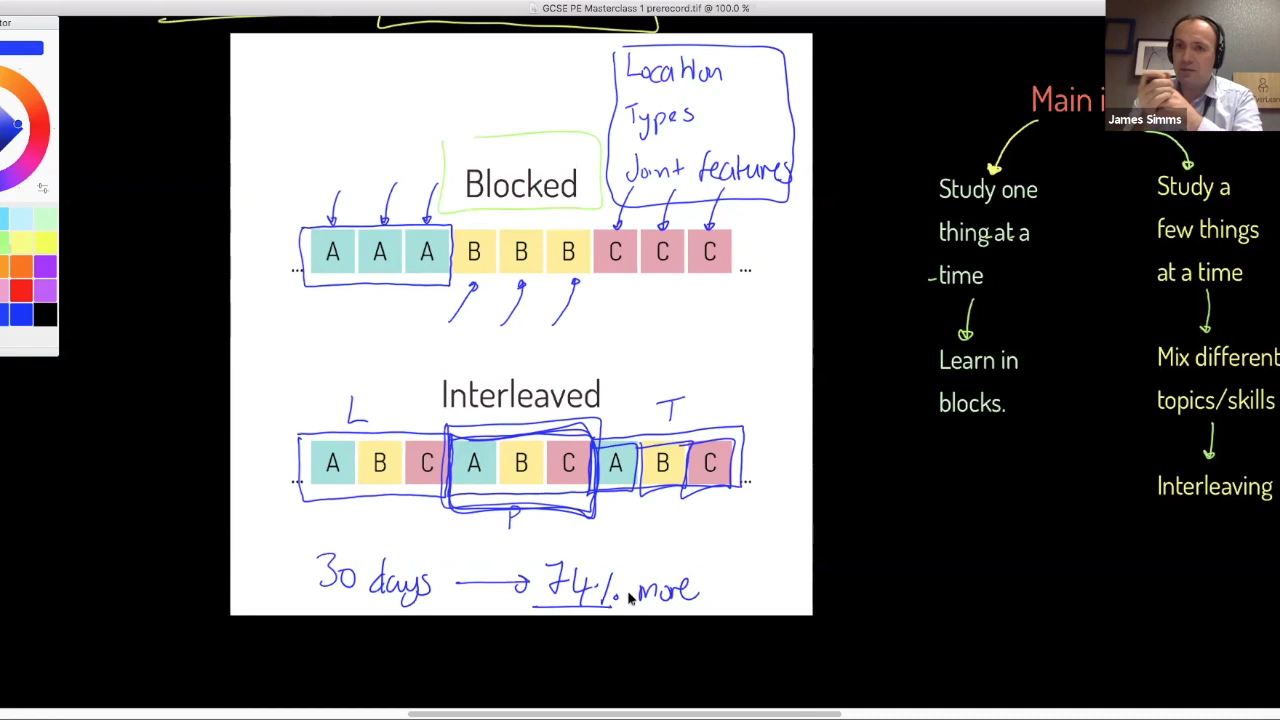 GCSE PE Masterclass 1 prerecord.tif @ 100.0 %
Location
Types
Joint features
Blocked
... A A A B B B C C C ...
Interleaved
L
T
... A B C A B C A B C ...
P
30 days → 74% more
Main i
James Simms
Study one
thing at a
time
Learn in
blocks.
Study a
few things
at a time
Mix different
topics/skills
Interleaving